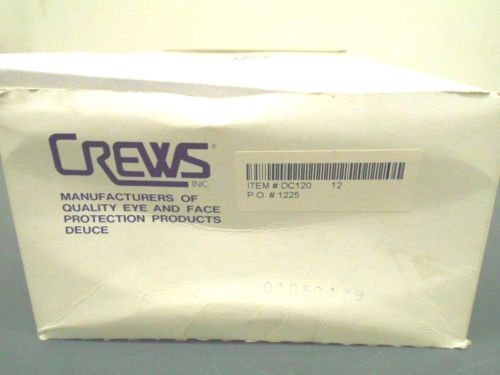 CREWS®
INC.
MANUFACTURERS OF
QUALITY EYE AND FACE
PROTECTION PRODUCTS
DEUCE
ITEM # DC120 12
P.O. #:1225